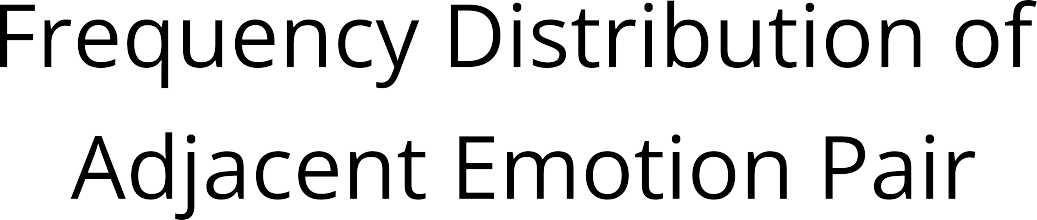 Frequency Distribution of
Adjacent Emotion Pair